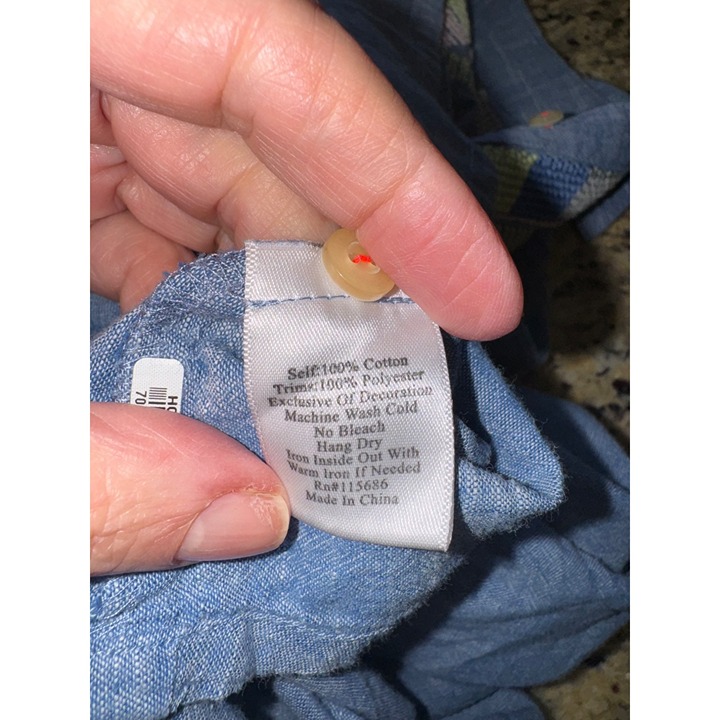 Self:100% Cotton
Trims:100% Polyester
Exclusive Of Decoration
Machine Wash Cold
No Bleach
Hang Dry
Iron Inside Out With
Warm Iron If Needed
Rn#115686
Made In China